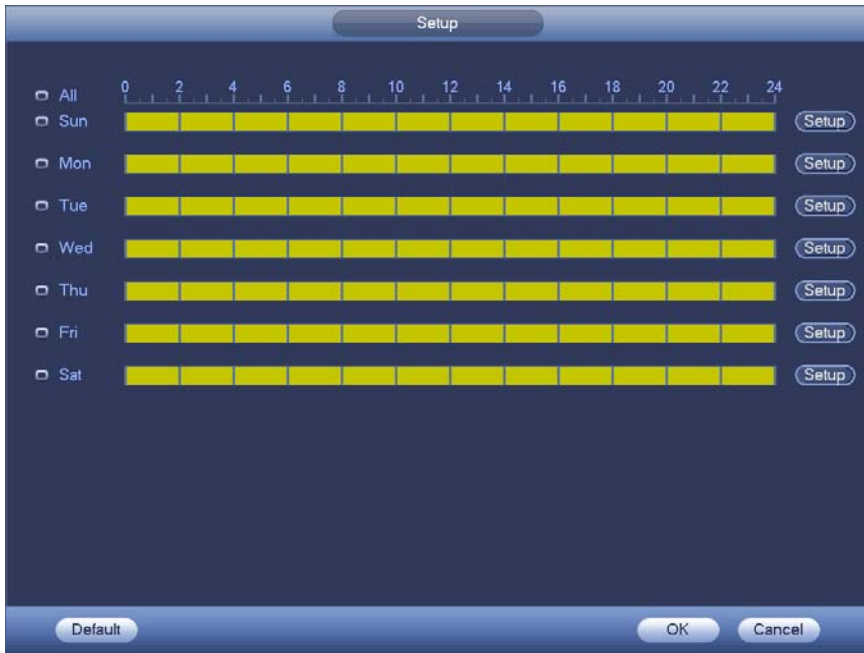 Setup
0 2 4 6 8 10 12 14 16 18 20 22 24
All
Sun Setup
Mon Setup
Tue Setup
Wed Setup
Thu Setup
Fri Setup
Sat Setup
Default OK Cancel